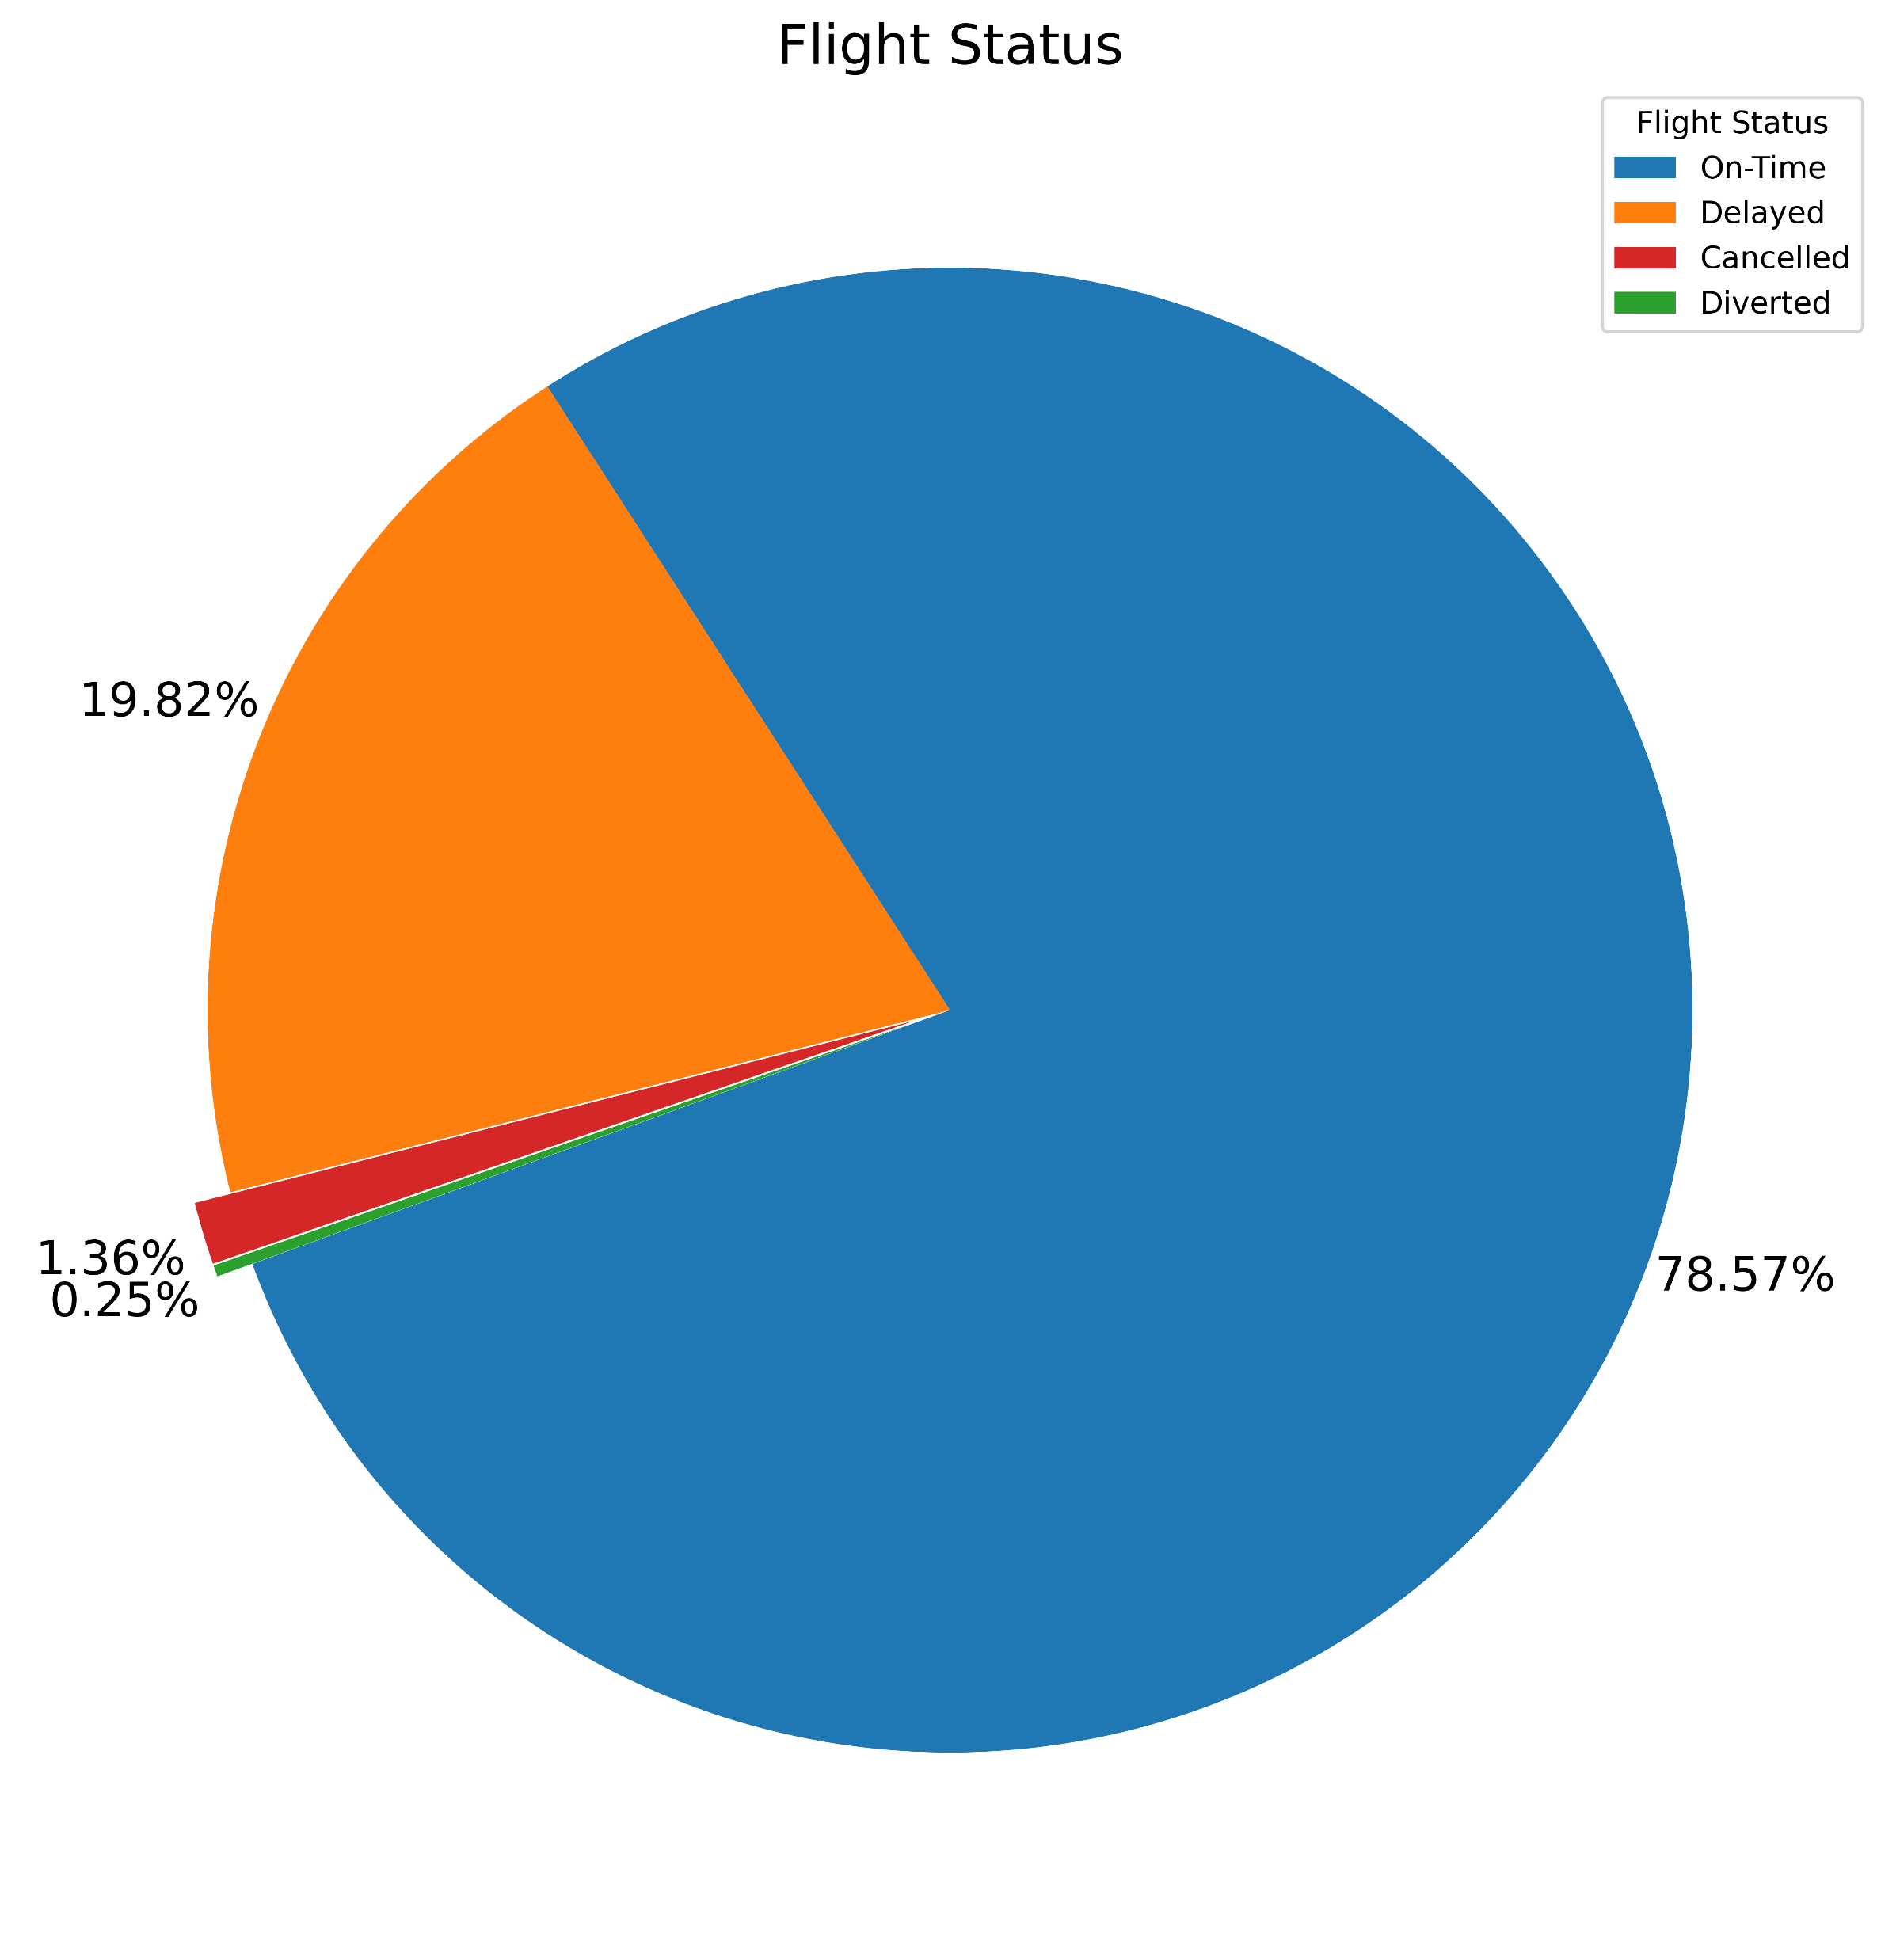 Flight Status
Flight Status
On-Time
Delayed
Cancelled
Diverted
19.82%
1.36%
0.25%
78.57%